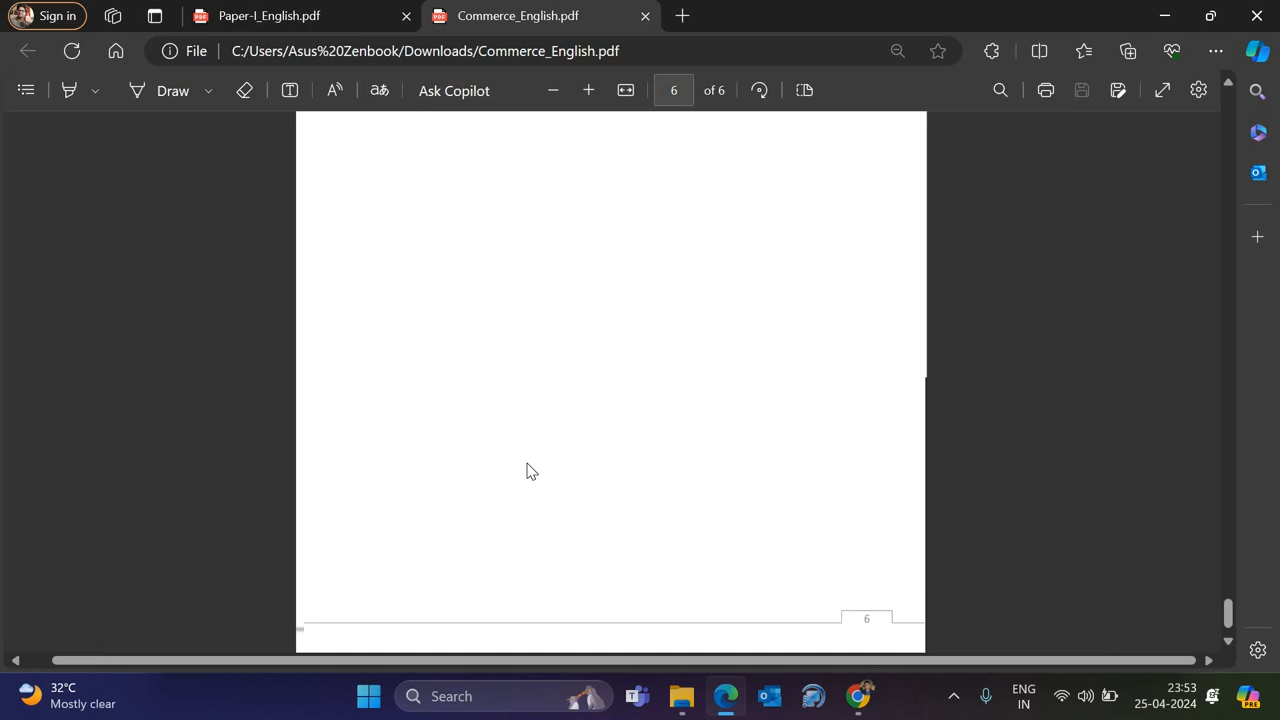 Sign in
Paper-I_English.pdf
Commerce_English.pdf
File
C:/Users/Asus%20Zenbook/Downloads/Commerce_English.pdf
Draw
Ask Copilot
6
of 6
6
32°C
Mostly clear
Search
ENG
IN
23:53
25-04-2024
PRE